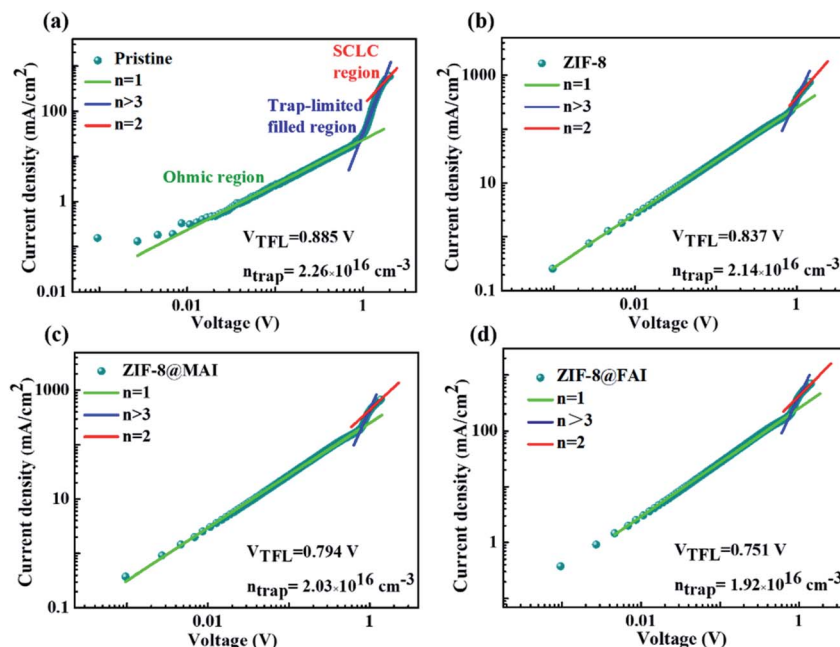 (a)
Pristine
n=1
n>3
n=2
SCLC
region
Trap-limited
filled region
Ohmic region
V_TFL=0.885 V
n_trap= 2.26×10^16 cm^-3
Current density (mA/cm^2)
100
1
0.01
0.01
1
Voltage (V)
(b)
ZIF-8
n=1
n>3
n=2
V_TFL=0.837 V
n_trap= 2.14×10^16 cm^-3
Current density (mA/cm^2)
1000
10
0.1
0.01
1
Voltage (V)
(c)
ZIF-8@MAI
n=1
n>3
n=2
V_TFL=0.794 V
n_trap= 2.03×10^16 cm^-3
Current density (mA/cm^2)
1000
10
0.1
0.01
1
Voltage (V)
(d)
ZIF-8@FAI
n=1
n>3
n=2
V_TFL=0.751 V
n_trap= 1.92×10^16 cm^-3
Current density (mA/cm^2)
100
1
0.01
1
Voltage (V)